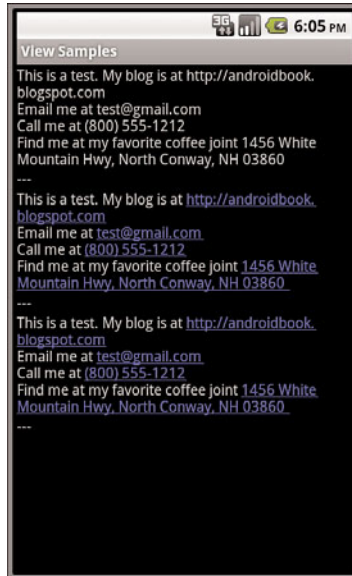 3G 6:05 PM
View Samples
This is a test. My blog is at http://androidbook.
blogspot.com
Email me at test@gmail.com
Call me at (800) 555-1212
Find me at my favorite coffee joint 1456 White
Mountain Hwy, North Conway, NH 03860
---
This is a test. My blog is at http://androidbook.
blogspot.com
Email me at test@gmail.com
Call me at (800) 555-1212
Find me at my favorite coffee joint 1456 White
Mountain Hwy, North Conway, NH 03860
---
This is a test. My blog is at http://androidbook.
blogspot.com
Email me at test@gmail.com
Call me at (800) 555-1212
Find me at my favorite coffee joint 1456 White
Mountain Hwy, North Conway, NH 03860
---